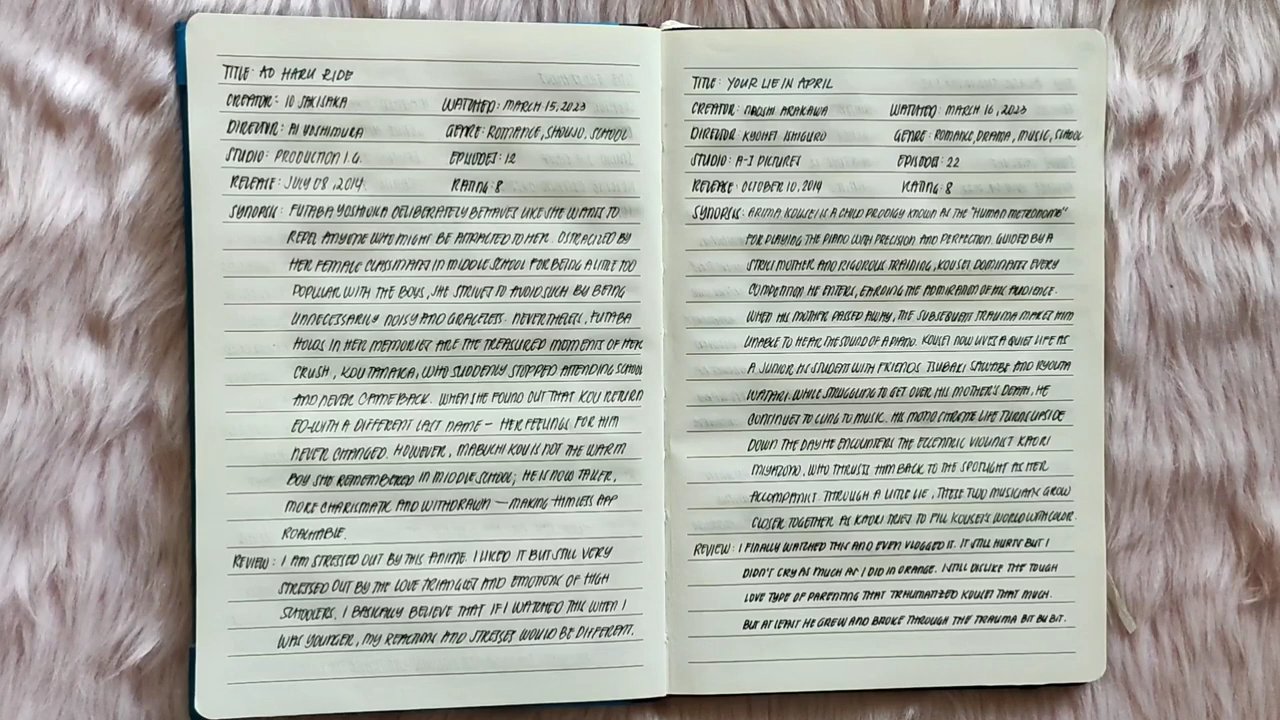 TITLE: AO HARU RIDE
CREATOR: IO SAKISAKA WATCHED: MARCH 15, 2023
DIRECTOR: AI YOSHIMURA GENRE: ROMANCE, SHOUJO, SCHOOL
STUDIO: PRODUCTION I.G. EPISODES: 12
RELEASE: JULY 08, 2014 RATING: 8
SYNOPSIS: FUTABA YOSHIOKA DELIBERATELY BEHAVES LIKE SHE WANTS TO
REPEL ANYONE WHO MIGHT BE ATTRACTED TO HER. OSTRACIZED BY
HER FEMALE CLASSMATES IN MIDDLE SCHOOL FOR BEING A LITTLE TOO
POPULAR WITH THE BOYS, SHE STRIVES TO AVOID SUCH BY BEING
UNNECESSARILY NOISY AND GRACELESS. NEVERTHELESS, FUTABA
HOLDS IN HER MEMORIES ARE THE TREASURED MOMENTS OF HER
CRUSH, KOU TANAKA, WHO SUDDENLY STOPPED ATTENDING SCHOOL
AND NEVER CAME BACK. WHEN SHE FOUND OUT THAT KOU RETURN
ED - WITH A DIFFERENT LAST NAME - HER FEELINGS FOR HIM
NEVER CHANGED. HOWEVER, MABUCHI KOU IS NOT THE WARM
BOY SHE REMEMBERED IN MIDDLE SCHOOL; HE IS NOW TALLER,
MORE CHARISMATIC AND WITHDRAWN — MAKING HIM LESS APP
ROACHABLE.
REVIEW: I AM STRESSED OUT BY THIS ANIME. I LIKED IT BUT STILL VERY
STRESSED OUT BY THE LOVE TRIANGLES AND EMOTIONS OF HIGH
SCHOOLERS. I BASICALLY BELIEVE THAT IF I WATCHED THIS WHEN I
WAS YOUNGER, MY REACTION AND STRESSES WOULD BE DIFFERENT.
TITLE: YOUR LIE IN APRIL
CREATOR: NAOSHI ARAKAWA WATCHED: MARCH 16, 2023
DIRECTOR: KYOHEI ISHIGURO GENRE: ROMANCE, DRAMA, MUSIC, SCHOOL
STUDIO: A-1 PICTURES EPISODE: 22
RELEASE: OCTOBER 10, 2014 RATING: 8
SYNOPSIS: ARIMA KOUSEI IS A CHILD PRODIGY KNOWN AS THE "HUMAN METRONOME"
FOR PLAYING THE PIANO WITH PRECISION AND PERFECTION. GUIDED BY A
STRICT MOTHER AND RIGOROUS TRAINING, KOUSEI DOMINATES EVERY
COMPETITION HE ENTERS, EARNING THE ADMIRATION OF HIS AUDIENCE.
WHEN HIS MOTHER PASSED AWAY, THE SUBSEQUENT TRAUMA MAKES HIM
UNABLE TO HEAR THE SOUND OF A PIANO. KOUSEI NOW LIVES A QUIET LIFE AS
A JUNIOR HS STUDENT WITH FRIENDS TSUBAKI SAWABE AND RYOUTA
WATARI. WHILE STRUGGLING TO GET OVER HIS MOTHER'S DEATH, HE
CONTINUES TO CLING TO MUSIC. HIS MONOCHROME LIFE TURNS UPSIDE
DOWN THE DAY HE ENCOUNTERS THE ECCENTRIC VIOLINIST KAORI
MIYAZONO, WHO THRUSTS HIM BACK TO THE SPOTLIGHT AS HER
ACCOMPANIST. THROUGH A LITTLE LIE, THESE TWO MUSICIANS GROW
CLOSER TOGETHER AS KAORI TRIES TO FILL KOUSEI'S WORLD WITH COLOR.
REVIEW: I FINALLY WATCHED THIS AND EVEN VLOGGED IT. IT STILL HURTS BUT I
DIDN'T CRY AS MUCH AS I DID IN ORANGE. I STILL DISLIKE THE TOUGH
LOVE TYPE OF PARENTING THAT TRAUMATIZED KOUSEI THAT MUCH.
BUT AT LEAST HE GREW AND BROKE THROUGH THE TRAUMA BIT BY BIT.